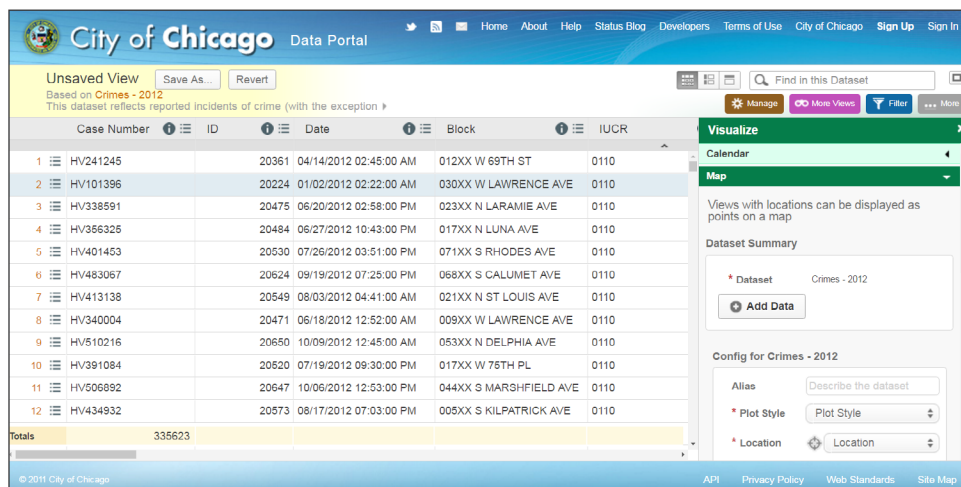 City of Chicago Data Portal
Home About Help Status Blog Developers Terms of Use City of Chicago Sign Up Sign In
Unsaved View Save As... Revert
Find in this Dataset
Based on Crimes - 2012
This dataset reflects reported incidents of crime (with the exception
Manage More Views Filter ... More
Case Number ID Date Block IUCR
1 HV241245 20361 04/14/2012 02:45:00 AM 012XX W 69TH ST 0110
2 HV101396 20224 01/02/2012 02:22:00 AM 030XX W LAWRENCE AVE 0110
3 HV338591 20475 06/20/2012 02:58:00 PM 023XX N LARAMIE AVE 0110
4 HV356325 20484 06/27/2012 10:43:00 PM 017XX N LUNA AVE 0110
5 HV401453 20530 07/26/2012 03:51:00 PM 071XX S RHODES AVE 0110
6 HV483067 20624 09/19/2012 07:25:00 PM 068XX S CALUMET AVE 0110
7 HV413138 20549 08/03/2012 04:41:00 AM 021XX N ST LOUIS AVE 0110
8 HV340004 20471 06/18/2012 12:52:00 AM 009XX W LAWRENCE AVE 0110
9 HV510216 20650 10/09/2012 12:45:00 AM 053XX N DELPHIA AVE 0110
10 HV391084 20520 07/19/2012 09:30:00 PM 017XX W 75TH PL 0110
11 HV506892 20647 10/06/2012 12:53:00 PM 044XX S MARSHFIELD AVE 0110
12 HV434932 20573 08/17/2012 07:03:00 PM 005XX S KILPATRICK AVE 0110
Totals 335623
Visualize
Calendar
Map
Views with locations can be displayed as
points on a map
Dataset Summary
* Dataset Crimes - 2012
Add Data
Config for Crimes - 2012
Alias Describe the dataset
* Plot Style Plot Style
* Location Location
© 2011 City of Chicago
API Privacy Policy Web Standards Site Map